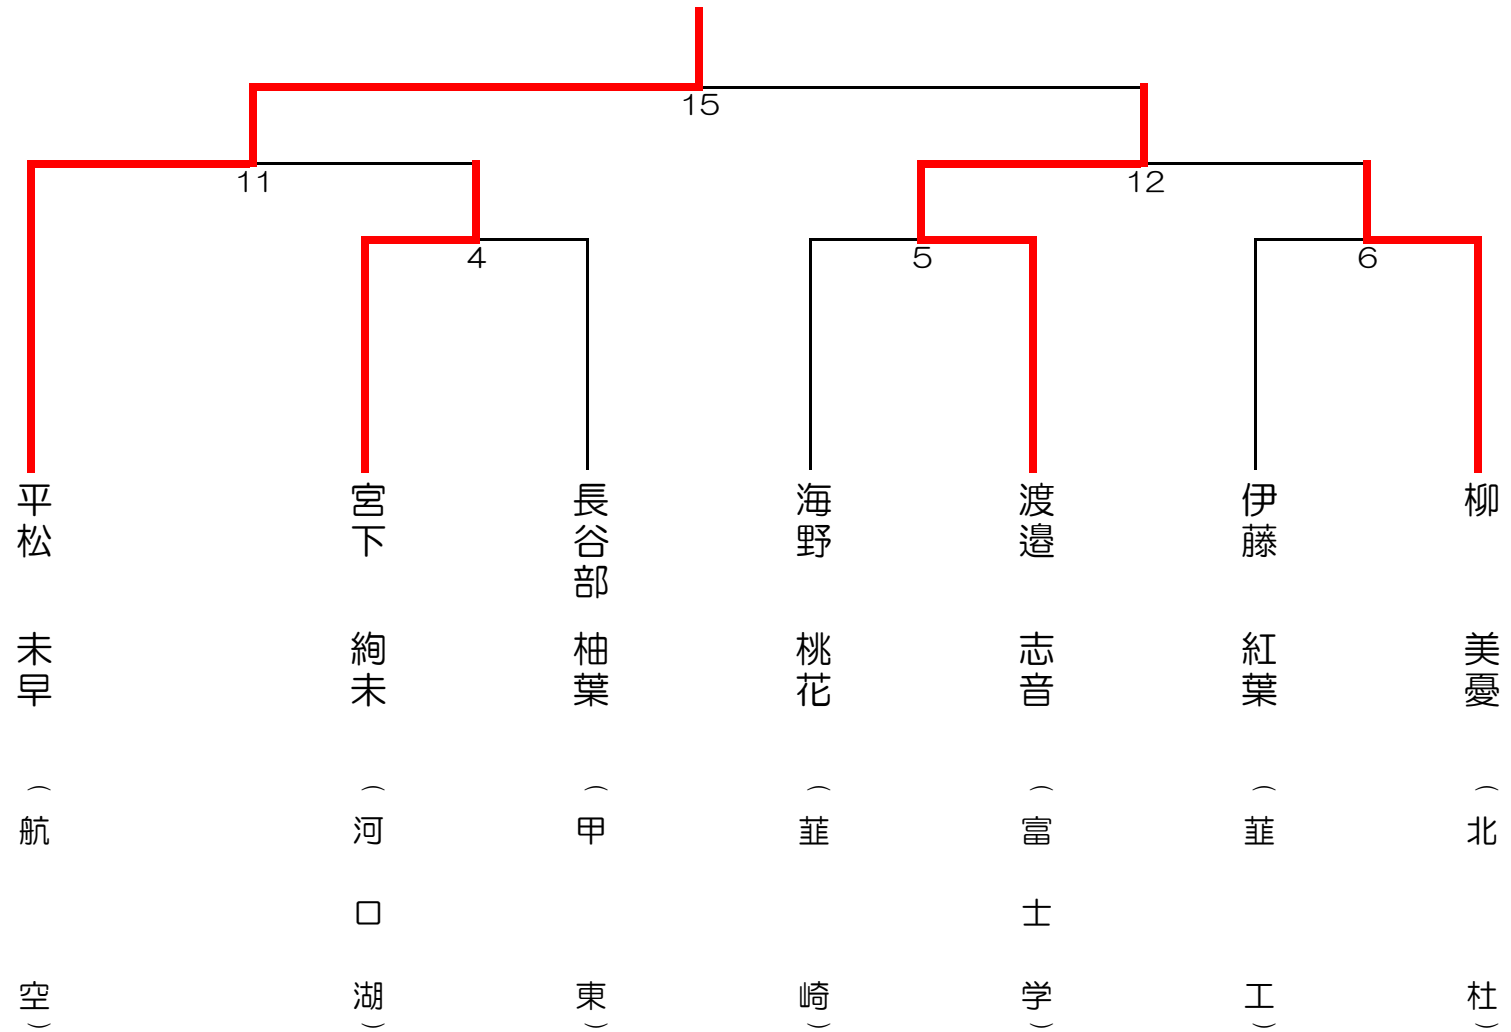 15
11
12
4
5
6
平松 未早 （航空）
宮下 絢未 （河口湖）
長谷部 柚葉 （甲東）
海野 桃花 （韮崎）
渡邉 志音 （富士学）
伊藤 紅葉 （韮工）
柳 美憂 （北杜）